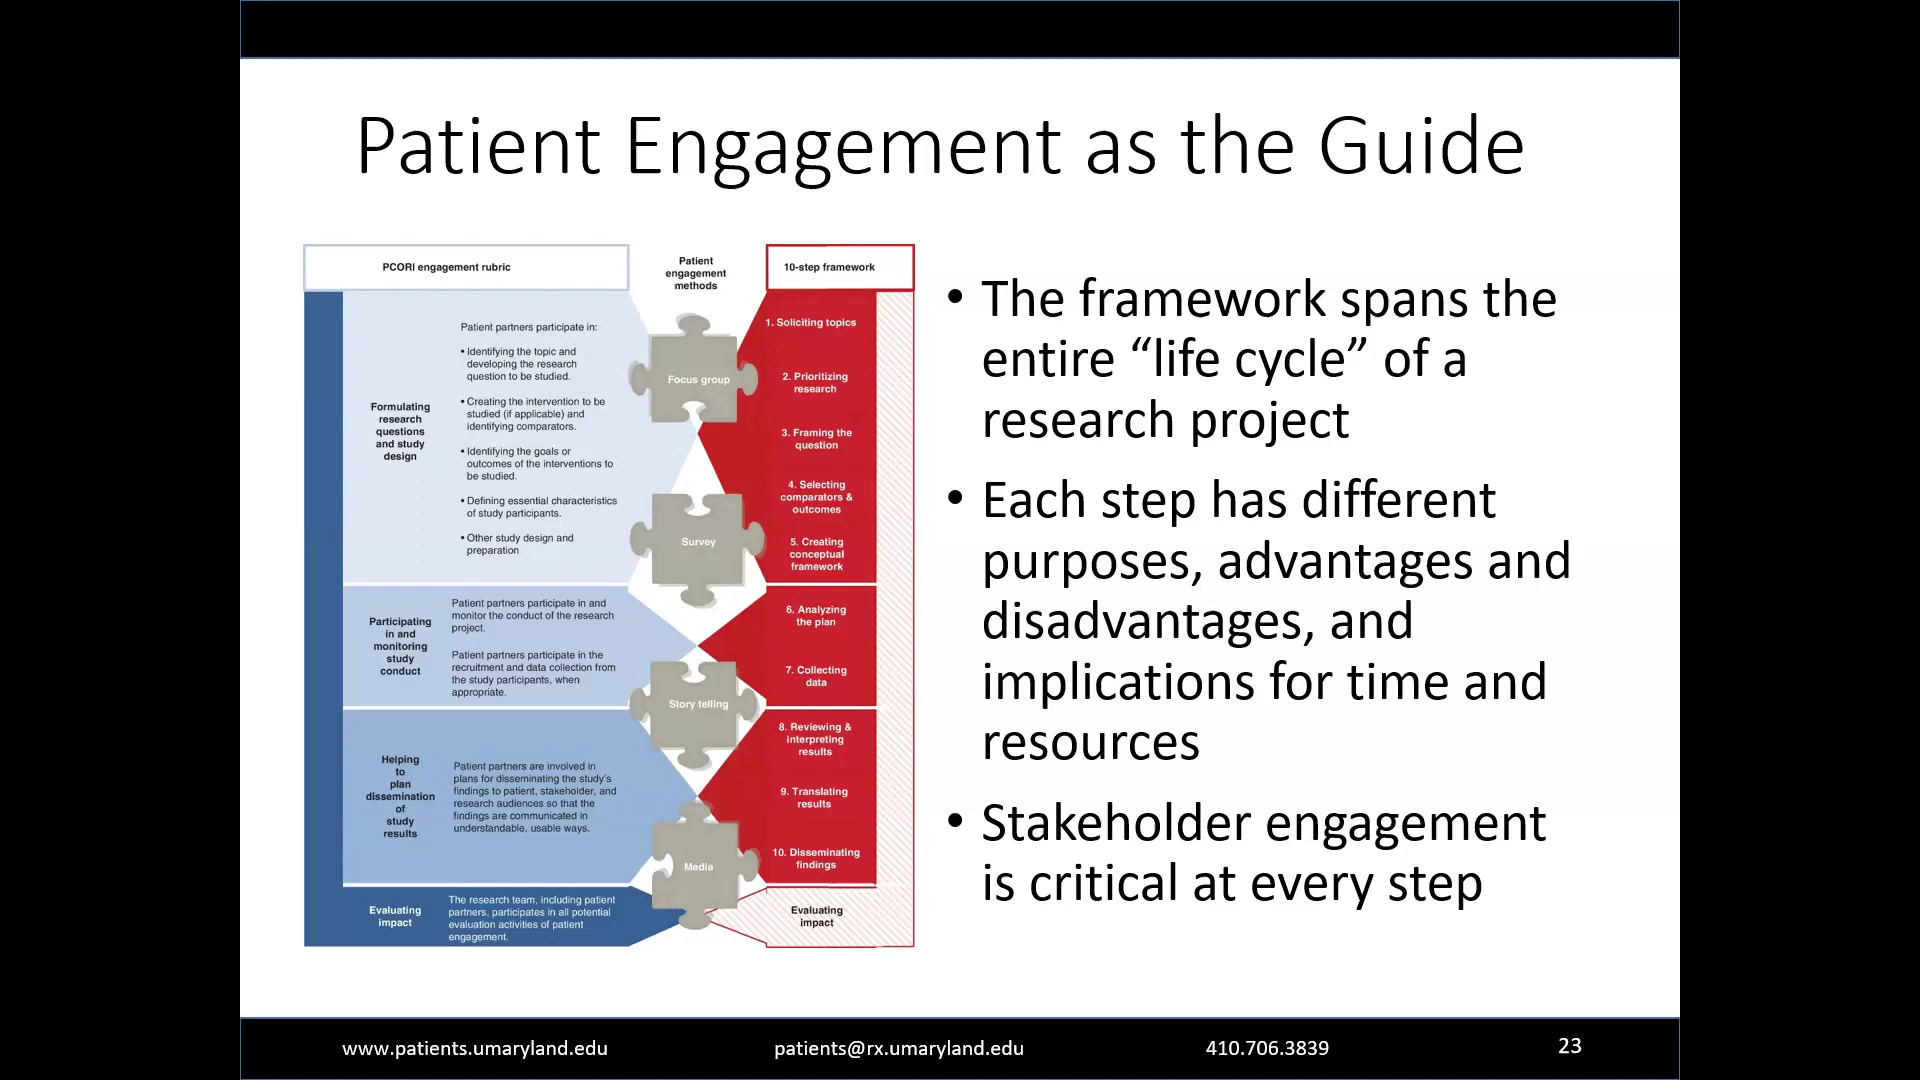 Patient Engagement as the Guide
PCORI engagement rubric
Formulating
research
questions
and study
design
Patient partners participate in:
• Identifying the topic and
developing the research
question to be studied.
• Creating the intervention to be
studied (if applicable) and
identifying comparators.
• Identifying the goals or
outcomes of the interventions to
be studied.
• Defining essential characteristics
of study participants.
• Other study design and
preparation
Participating
in and
monitoring
study
conduct
Patient partners participate in and
monitor the conduct of the research
project.
Patient partners participate in the
recruitment and data collection from
the study participants, when
appropriate.
Helping
to
plan
dissemination
of
study
results
Patient partners are involved in
plans for disseminating the study's
findings to patient, stakeholder, and
research audiences so that the
findings are communicated in
understandable, usable ways.
Evaluating
impact
The research team, including patient
partners, participates in all potential
evaluation activities of patient
engagement.
Patient
engagement
methods
Focus group
Survey
Story telling
Media
10-step framework
1. Soliciting topics
2. Prioritizing
research
3. Framing the
question
4. Selecting
comparators &
outcomes
5. Creating
conceptual
framework
6. Analyzing
the plan
7. Collecting
data
8. Reviewing &
interpreting
results
9. Translating
results
10. Disseminating
findings
Evaluating
impact
• The framework spans the
entire “life cycle” of a
research project
• Each step has different
purposes, advantages and
disadvantages, and
implications for time and
resources
• Stakeholder engagement
is critical at every step
www.patients.umaryland.edu
patients@rx.umaryland.edu
410.706.3839
23